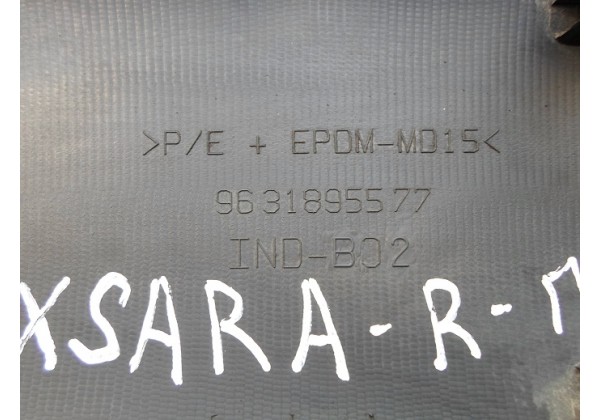 >P/E + EPDM-MD15<
9631895577
IND-B02
XSARA-R-П